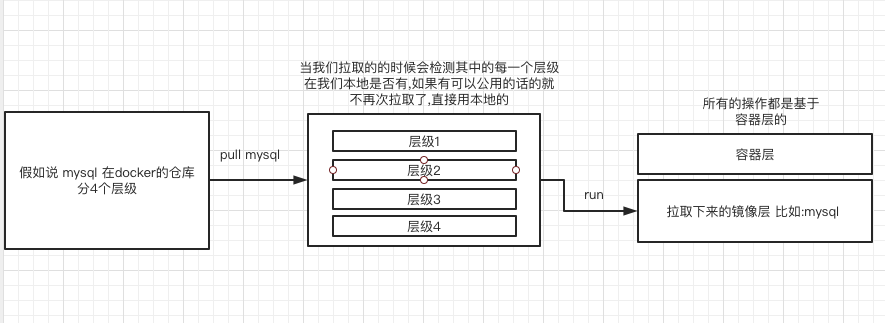 当我们拉取的的时候会检测其中的每一个层级
在我们本地是否有,如果有可以公用的话的就
不再次拉取了,直接用本地的
所有的操作都是基于
容器层的
假如说 mysql 在docker的仓库
分4个层级
pull mysql
层级1
层级2
层级3
层级4
run
容器层
拉取下来的镜像层 比如:mysql